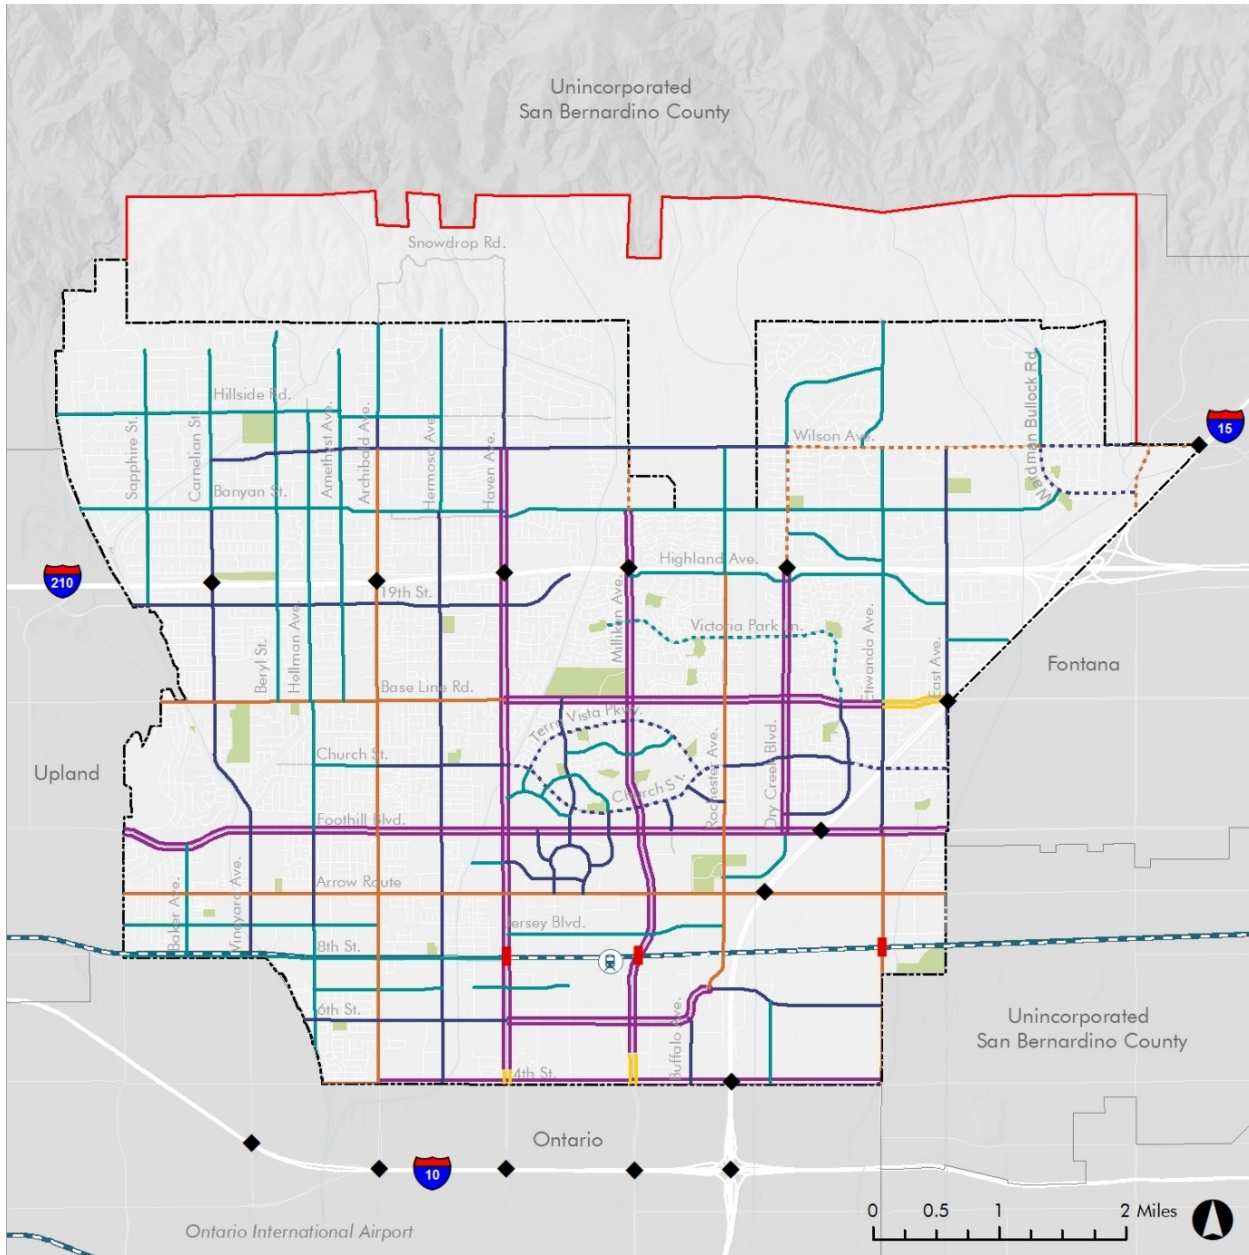 Unincorporated
San Bernardino County
Snowdrop Rd.
Hillside Rd.
Wilson Ave.
15
Sapphire St.
Carnelian St.
Amethyst Ave.
Archibald Ave.
Hermosa Ave.
Haven Ave.
Wardman Bullock Rd
Banyan St.
210
Highland Ave.
19th St.
Beryl St.
Hellman Ave.
Milliken Ave.
Victoria Park Ln.
Etiwanda Ave.
East Ave.
Fontana
Base Line Rd.
Terra Vista Pkwy.
Church St.
Church St.
Rochester Ave.
Dry Creek Blvd.
Upland
Foothill Blvd.
Arrow Route
Baker Ave.
Vineyard Ave.
Jersey Blvd.
8th St.
6th St.
Buffalo Ave.
Unincorporated
San Bernardino County
4th St.
Ontario
10
Ontario International Airport
0 0.5 1 2 Miles